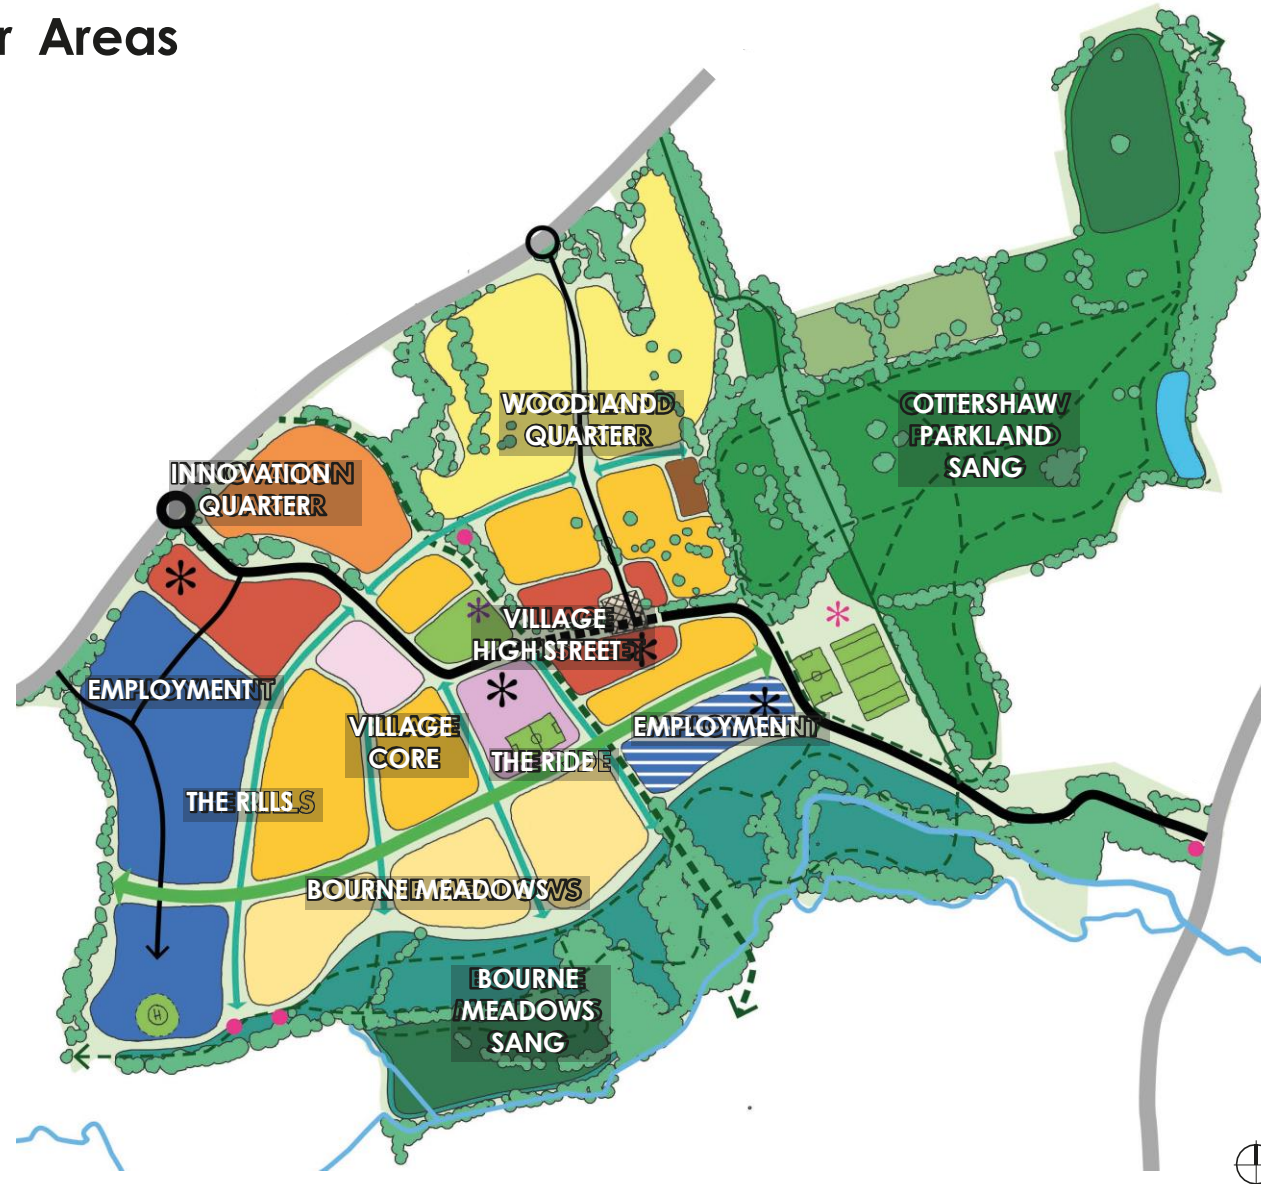 r Areas
WOODLAND
QUARTER
OTTERSHAW
PARKLAND
SANG
INNOVATION
QUARTER
VILLAGE
HIGH STREET
EMPLOYMENT
VILLAGE
CORE
EMPLOYMENT
THE RIDE
THE RILLS
BOURNE MEADOWS
BOURNE
MEADOWS
SANG
H